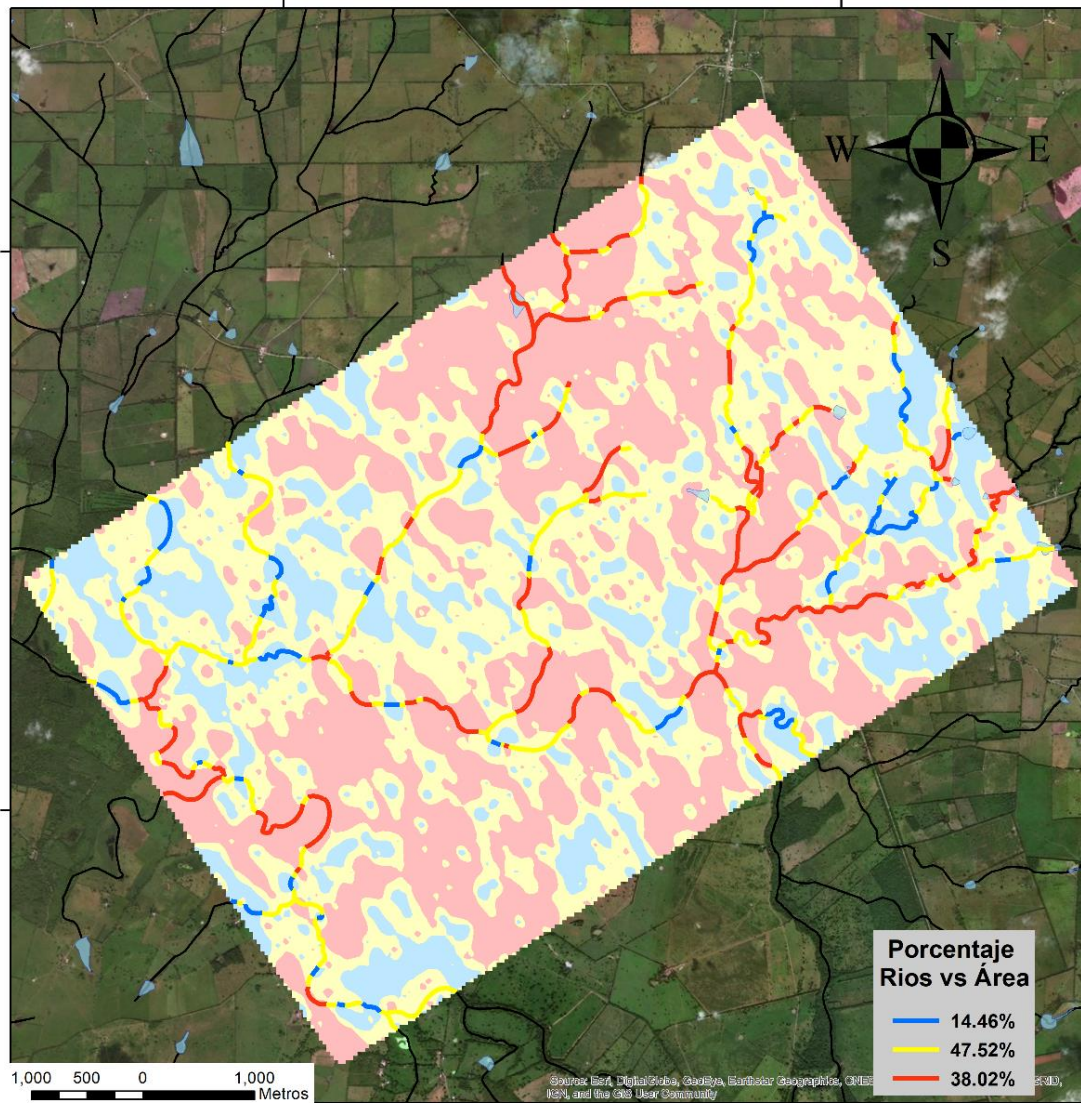 N
W E
S
Porcentaje
Rios vs Área
14.46%
47.52%
38.02%
1,000 500 0 1,000
Metros
Source: Esri, DigitalGlobe, GeoEye, Earthstar Geographics,
IGN, and the GIS User Community